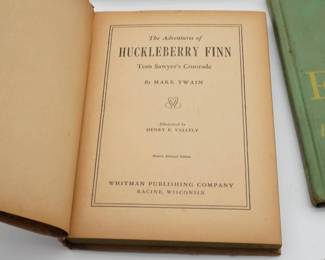 The Adventures of
HUCKLEBERRY FINN
Tom Sawyer's Comrade
By MARK TWAIN
Illustrated by
HENRY E. VALLELY
WHITMAN PUBLISHING COMPANY
RACINE, WISCONSIN